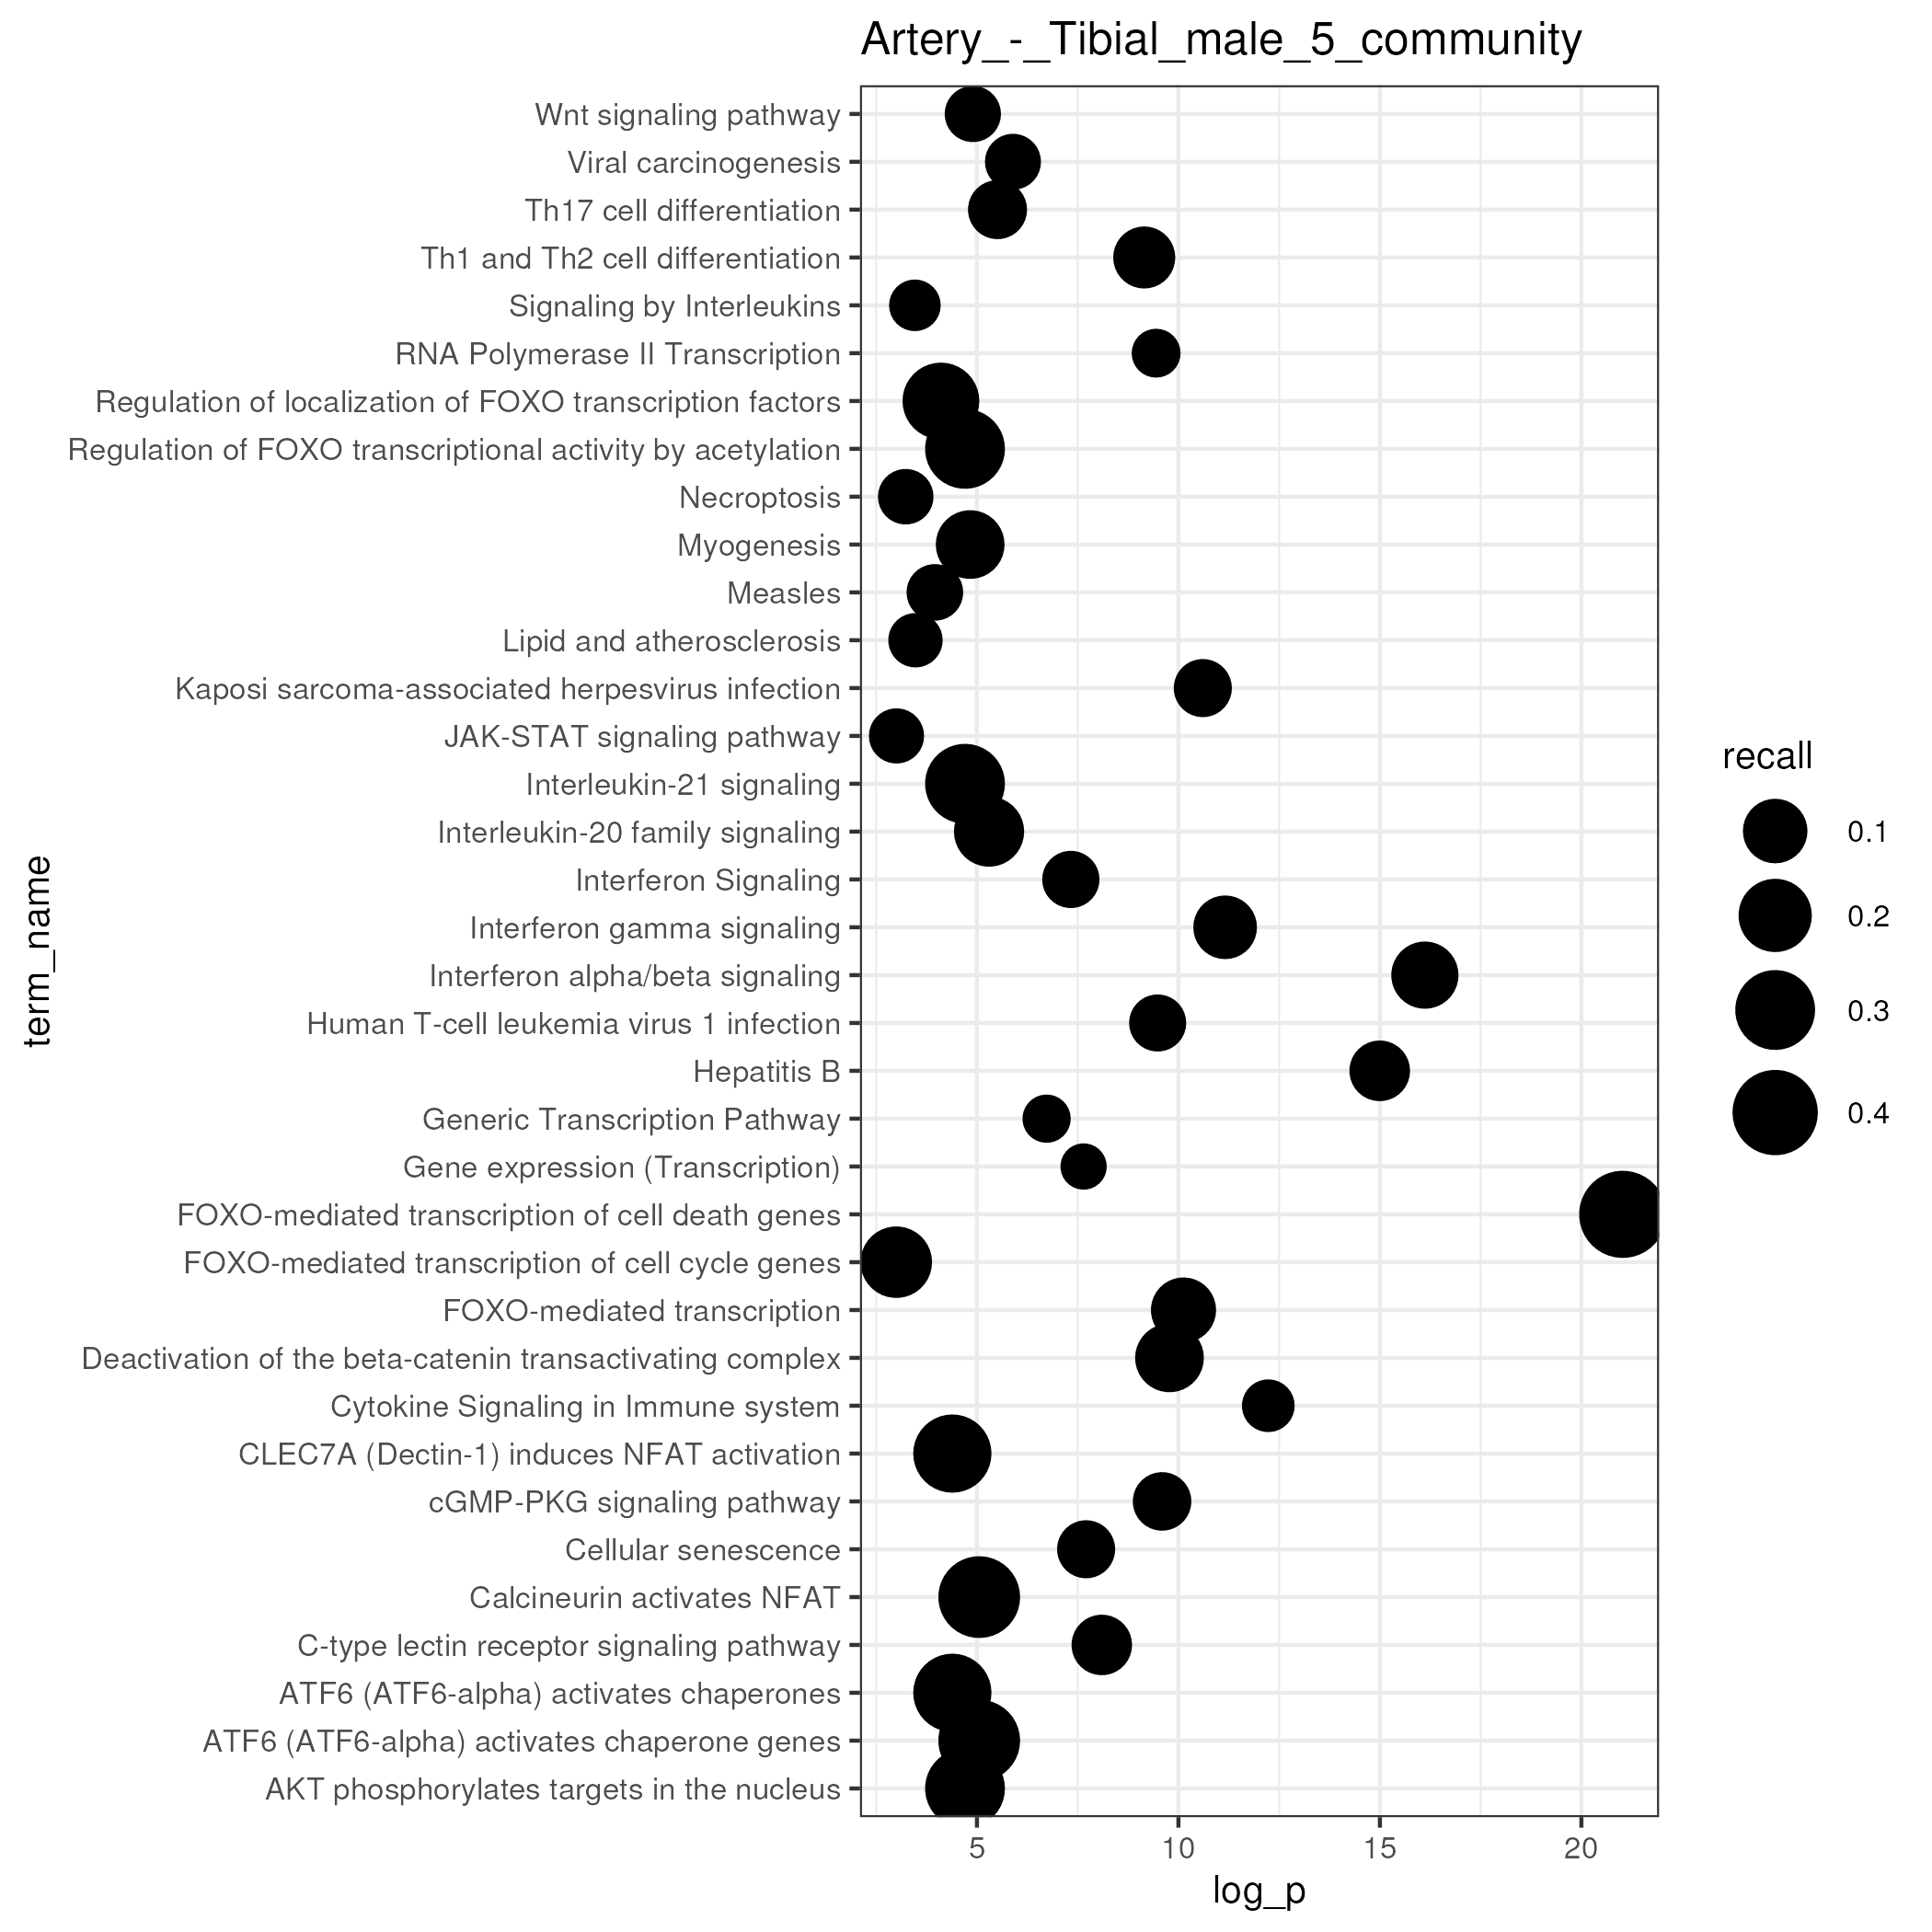 Artery_-_Tibial_male_5_community
Wnt signaling pathway
Viral carcinogenesis
Th17 cell differentiation
Th1 and Th2 cell differentiation
Signaling by Interleukins
RNA Polymerase II Transcription
Regulation of localization of FOXO transcription factors
Regulation of FOXO transcriptional activity by acetylation
Necroptosis
Myogenesis
Measles
Lipid and atherosclerosis
Kaposi sarcoma-associated herpesvirus infection
JAK-STAT signaling pathway
Interleukin-21 signaling
Interleukin-20 family signaling
Interferon Signaling
Interferon gamma signaling
Interferon alpha/beta signaling
Human T-cell leukemia virus 1 infection
Hepatitis B
Generic Transcription Pathway
Gene expression (Transcription)
FOXO-mediated transcription of cell death genes
FOXO-mediated transcription of cell cycle genes
FOXO-mediated transcription
Deactivation of the beta-catenin transactivating complex
Cytokine Signaling in Immune system
CLEC7A (Dectin-1) induces NFAT activation
cGMP-PKG signaling pathway
Cellular senescence
Calcineurin activates NFAT
C-type lectin receptor signaling pathway
ATF6 (ATF6-alpha) activates chaperones
ATF6 (ATF6-alpha) activates chaperone genes
AKT phosphorylates targets in the nucleus
term_name
5 10 15 20
log_p
recall
0.1
0.2
0.3
0.4